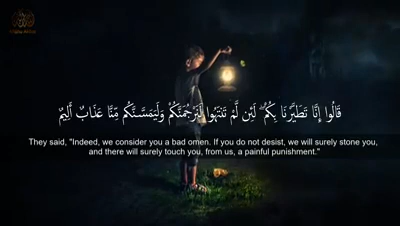 قَالُوا إِنَّا تَطَيَّرْنَا بِكُمْ ۖ لَئِن لَّمْ تَنتَهُوا لَنَرْجُمَنَّكُمْ وَلَيَمَسَّنَّكُم مِّنَّا عَذَابٌ أَلِيمٌ
They said, "Indeed, we consider you a bad omen. If you do not desist, we will surely stone you,
and there will surely touch you, from us, a painful punishment."